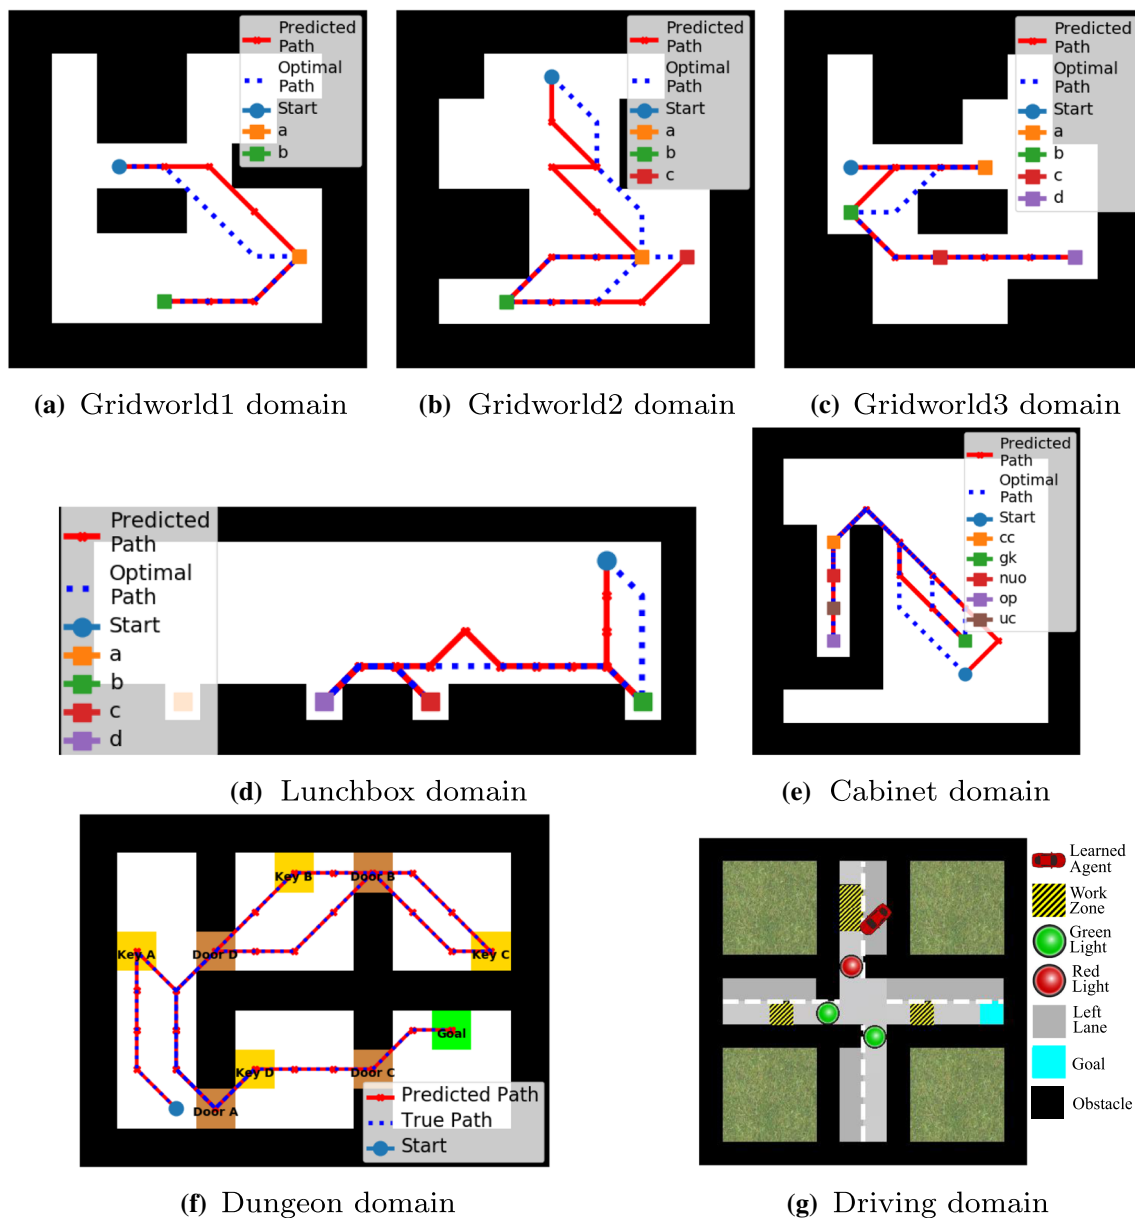 Predicted
Path
Optimal
Path
Start
a
b
(a) Gridworld1 domain
Predicted
Path
Optimal
Path
Start
a
b
c
(b) Gridworld2 domain
Predicted
Path
Optimal
Path
Start
a
b
c
d
(c) Gridworld3 domain
Predicted
Path
Optimal
Path
Start
a
b
c
d
(d) Lunchbox domain
Predicted
Path
Optimal
Path
Start
cc
gk
nuo
op
uc
(e) Cabinet domain
Key B
Door B
Key A
Door D
Key C
Goal
Key D
Door C
Door A
Predicted Path
True Path
Start
(f) Dungeon domain
Learned
Agent
Work
Zone
Green
Light
Red
Light
Left
Lane
Goal
Obstacle
(g) Driving domain